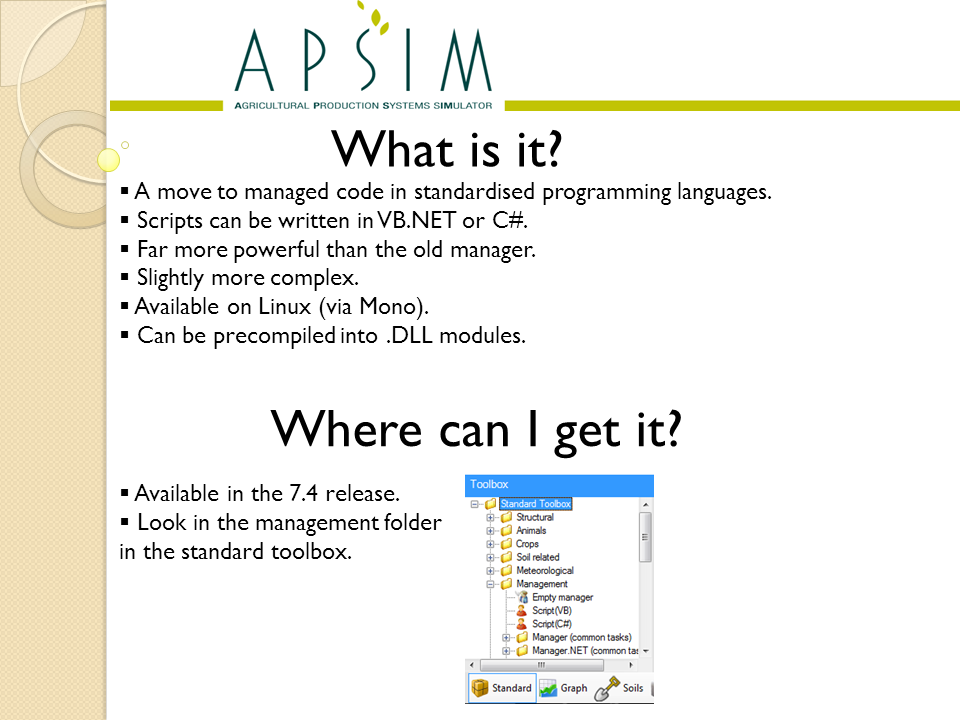 APSIM
AGRICULTURAL PRODUCTION SYSTEMS SIMULATOR
What is it?
▪ A move to managed code in standardised programming languages.
▪ Scripts can be written in VB.NET or C#.
▪ Far more powerful than the old manager.
▪ Slightly more complex.
▪ Available on Linux (via Mono).
▪ Can be precompiled into .DLL modules.
Where can I get it?
▪ Available in the 7.4 release.
▪ Look in the management folder
in the standard toolbox.
Toolbox
Standard Toolbox
Structural
Animals
Crops
Soil related
Meteorological
Management
Empty manager
Script(VB)
Script(C#)
Manager (common tasks)
Manager.NET (common tas
Standard Graph Soils